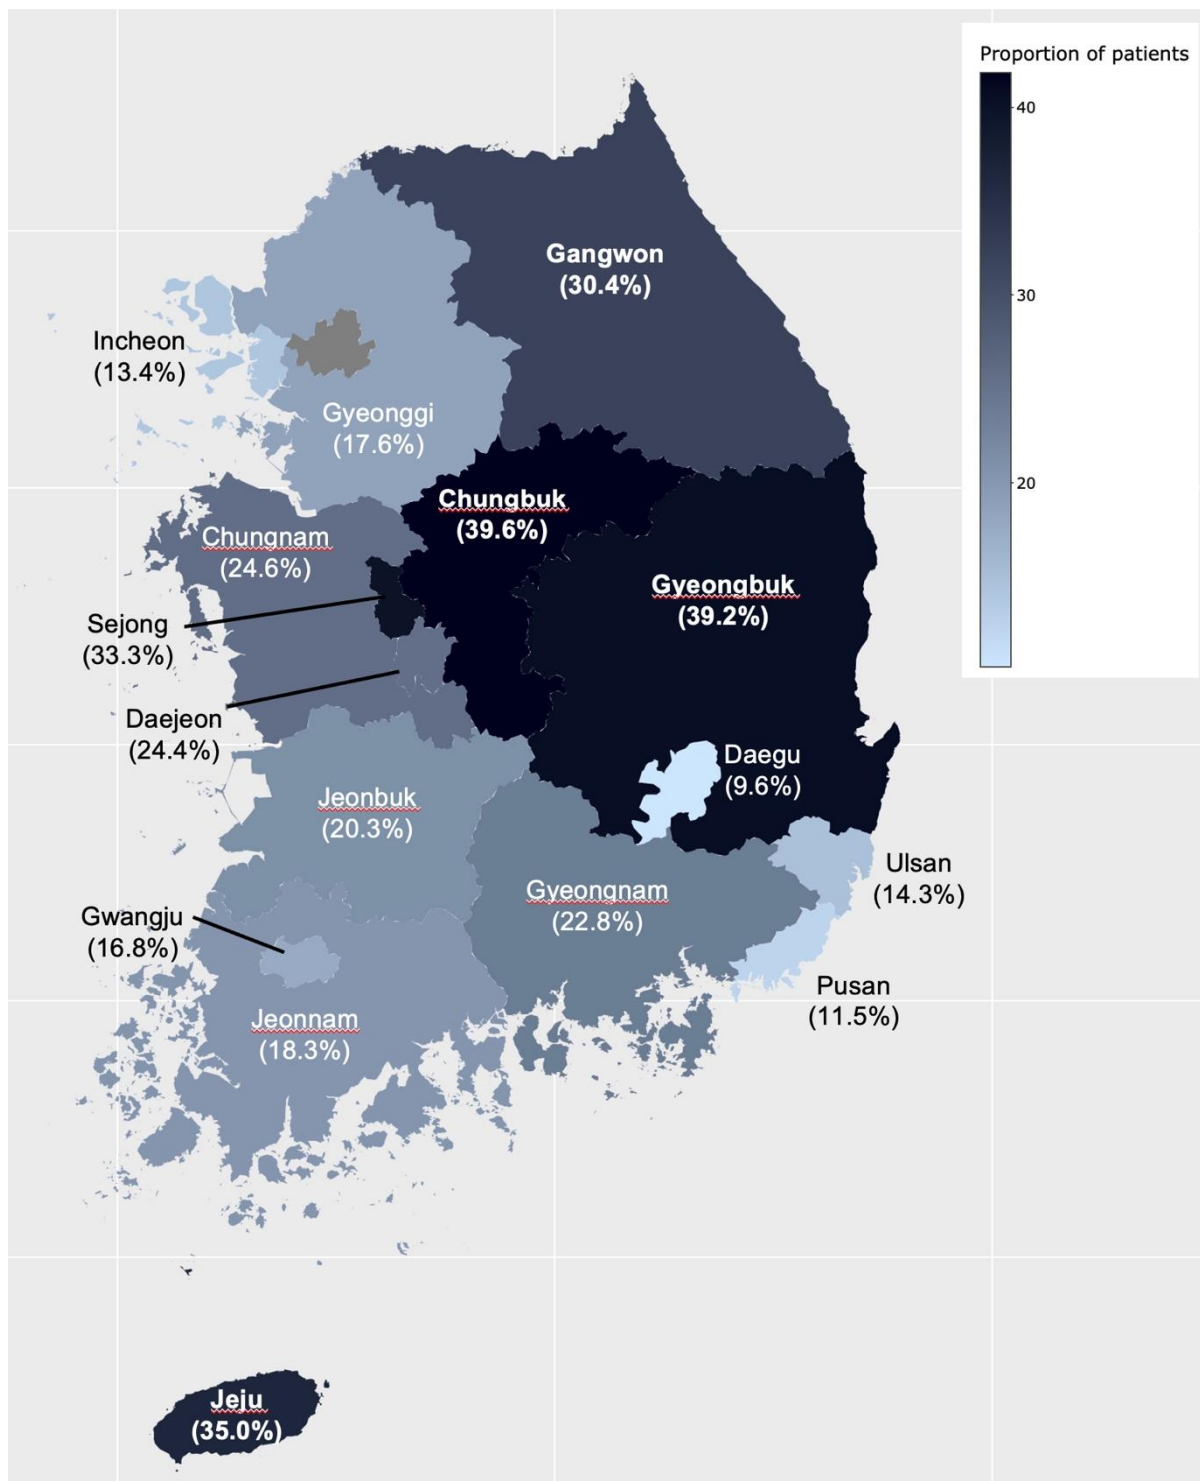 Proportion of patients
40
30
20
Gangwon
(30.4%)
Incheon
(13.4%)
Gyeonggi
(17.6%)
Chungbuk
(39.6%)
Chungnam
(24.6%)
Gyeongbuk
(39.2%)
Sejong
(33.3%)
Daejeon
(24.4%)
Daegu
(9.6%)
Jeonbuk
(20.3%)
Ulsan
(14.3%)
Gyeongnam
(22.8%)
Gwangju
(16.8%)
Pusan
(11.5%)
Jeonnam
(18.3%)
Jeju
(35.0%)